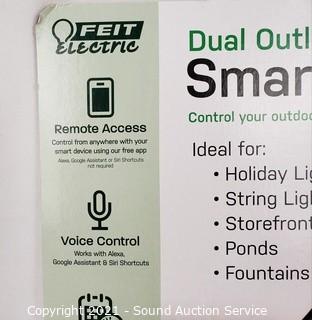 FEIT
Electric
Remote Access
Control from anywhere with your
smart device using our free app
Alexa, Google Assistant or Siri Shortcuts
not required
Voice Control
Works with Alexa,
Google Assistant & Siri Shortcuts
Dual Outl
Smar
Control your outdoo
Ideal for:
• Holiday Lig
• String Ligh
• Storefront
• Ponds
• Fountains
Copyright 2021 - Sound Auction Service